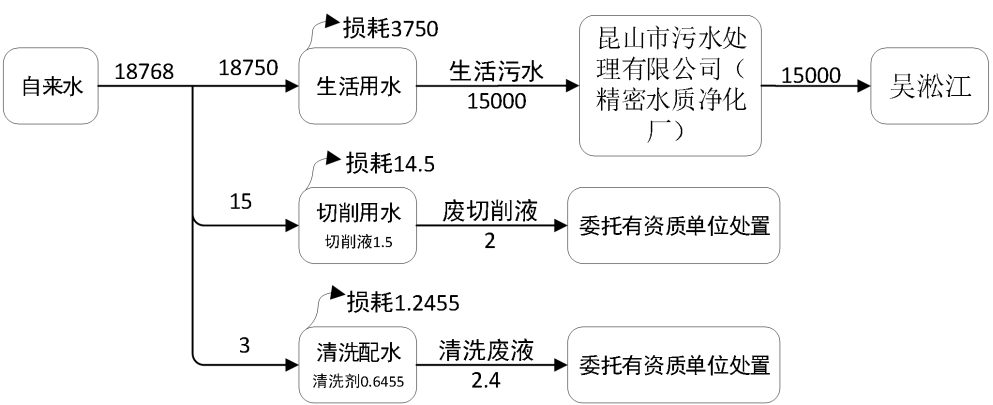 损耗3750
自来水
18768
18750
生活用水
生活污水
15000
昆山市污水处
理有限公司（
精密水质净化
厂）
15000
吴淞江
损耗14.5
15
切削用水
切削液1.5
废切削液
2
委托有资质单位处置
损耗1.2455
3
清洗配水
清洗剂0.6455
清洗废液
2.4
委托有资质单位处置